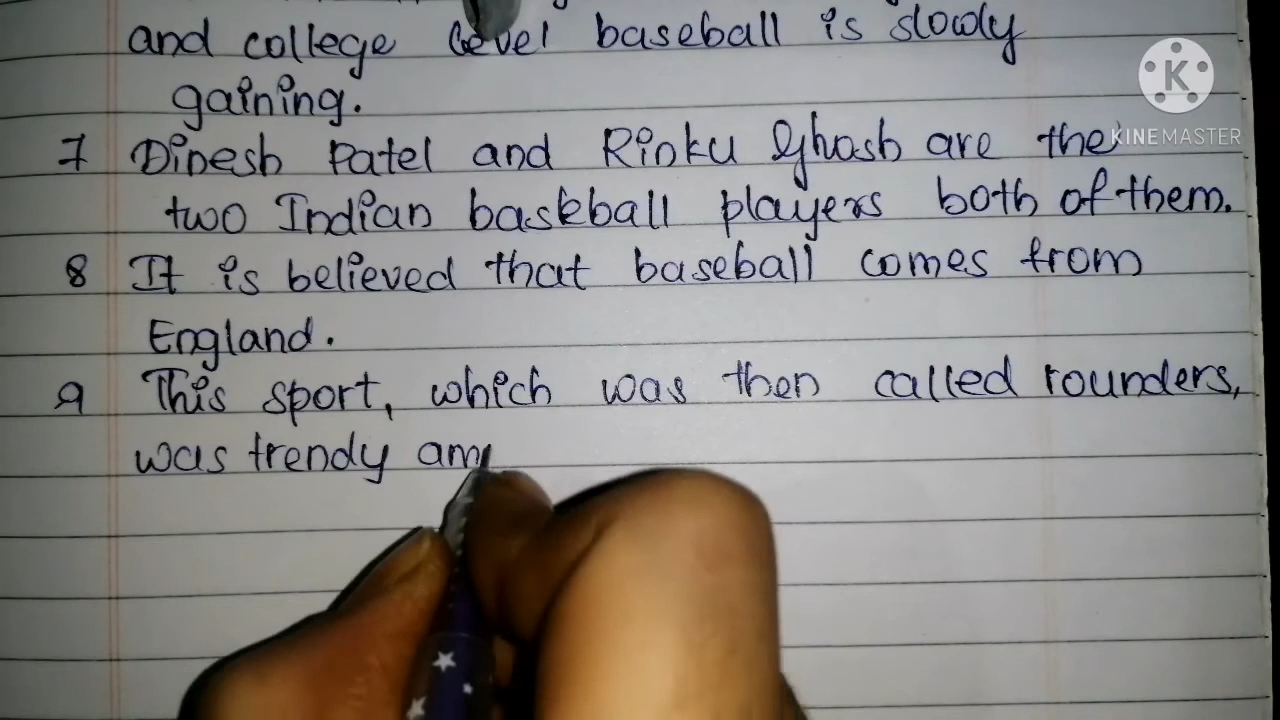 and college level baseball is slowly
gaining.
7 Dinesh Patel and Rinku Ghosh are the
two Indian baskball players both of them.
8 It is believed that baseball comes from
England.
9 This sport, which was then called rounders,
was trendy am
K
KINEMASTER